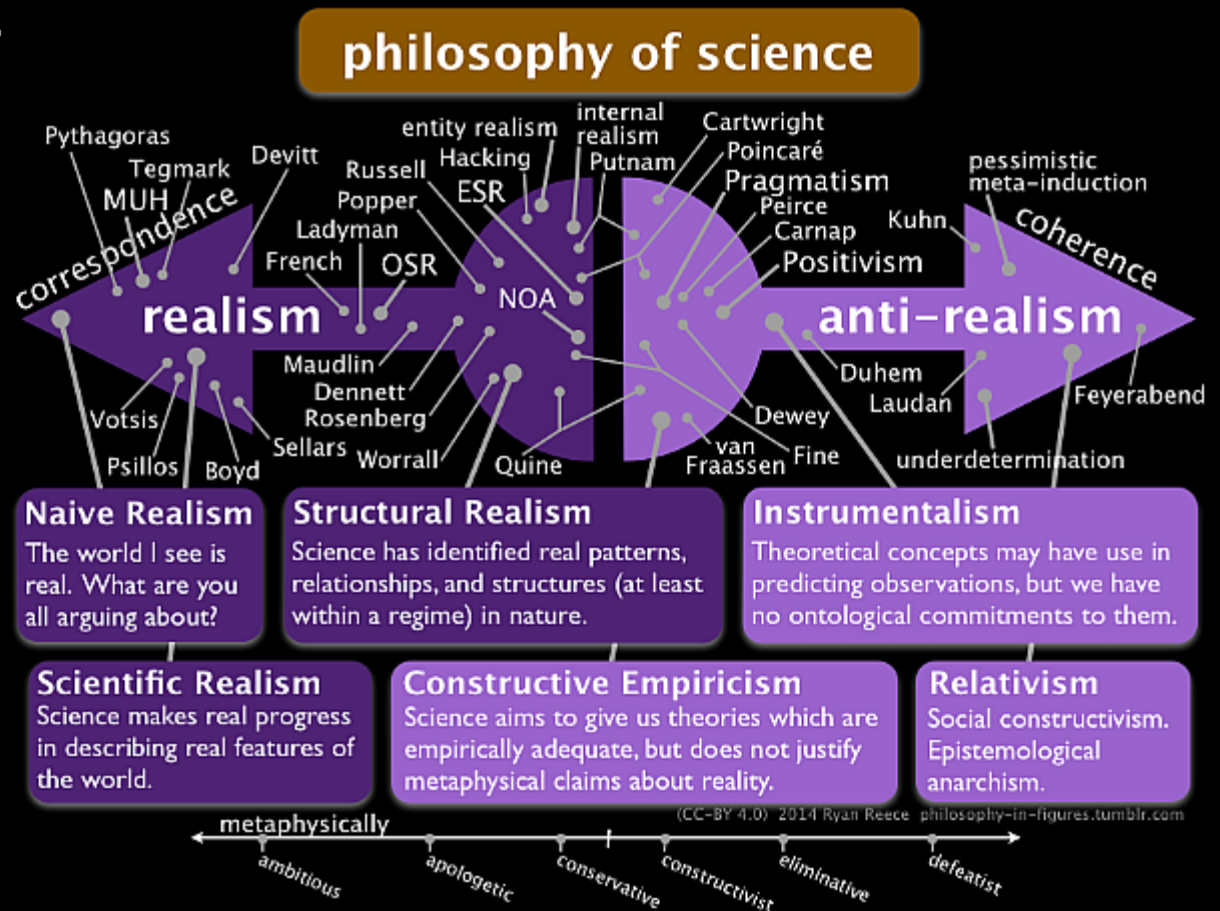 philosophy of science
Pythagoras
Tegmark
MUH
Devitt
correspondence
Russell
Popper
Ladyman
French
OSR
entity realism
Hacking
ESR
internal
realism
Putnam
Cartwright
Poincaré
Pragmatism
Peirce
Carnap
Positivism
Kuhn
pessimistic
meta-induction
coherence
NOA
realism
anti-realism
Maudlin
Dennett
Rosenberg
Worrall
Votsis
Psillos
Boyd
Sellars
Quine
van
Fraassen
Fine
Dewey
Duhem
Laudan
underdetermination
Feyerabend
Naive Realism
The world I see is
real. What are you
all arguing about?
Structural Realism
Science has identified real patterns,
relationships, and structures (at least
within a regime) in nature.
Instrumentalism
Theoretical concepts may have use in
predicting observations, but we have
no ontological commitments to them.
Scientific Realism
Science makes real progress
in describing real features of
the world.
Constructive Empiricism
Science aims to give us theories which are
empirically adequate, but does not justify
metaphysical claims about reality.
Relativism
Social constructivism.
Epistemological
anarchism.
(CC-BY 4.0) 2014 Ryan Reece philosophy-in-figures.tumblr.com
metaphysically
ambitious
apologetic
conservative
constructivist
eliminative
defeatist